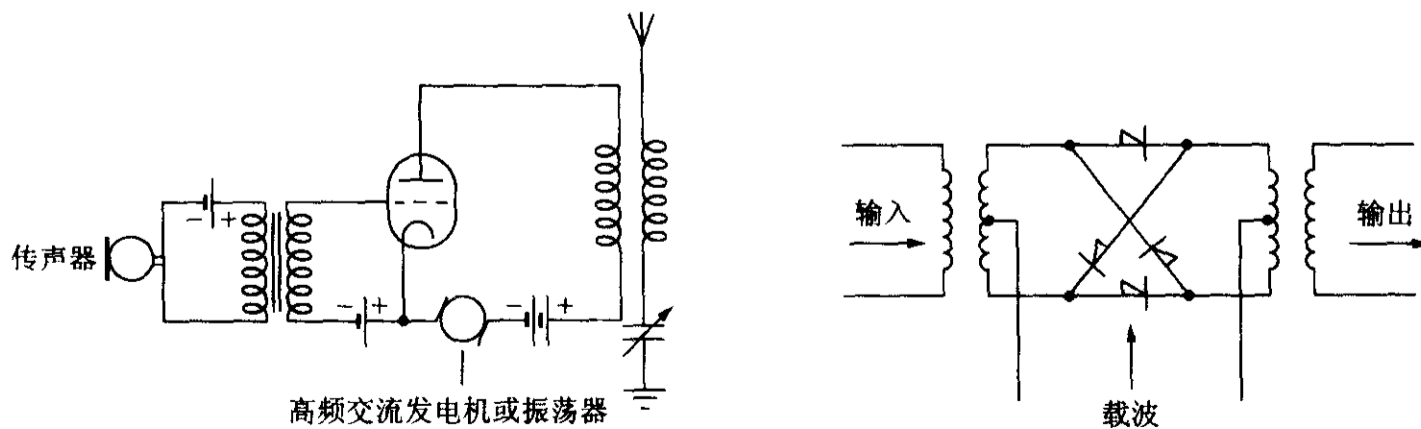 传声器
- +
- +
- +
高频交流发电机或振荡器
输入
输出
载波